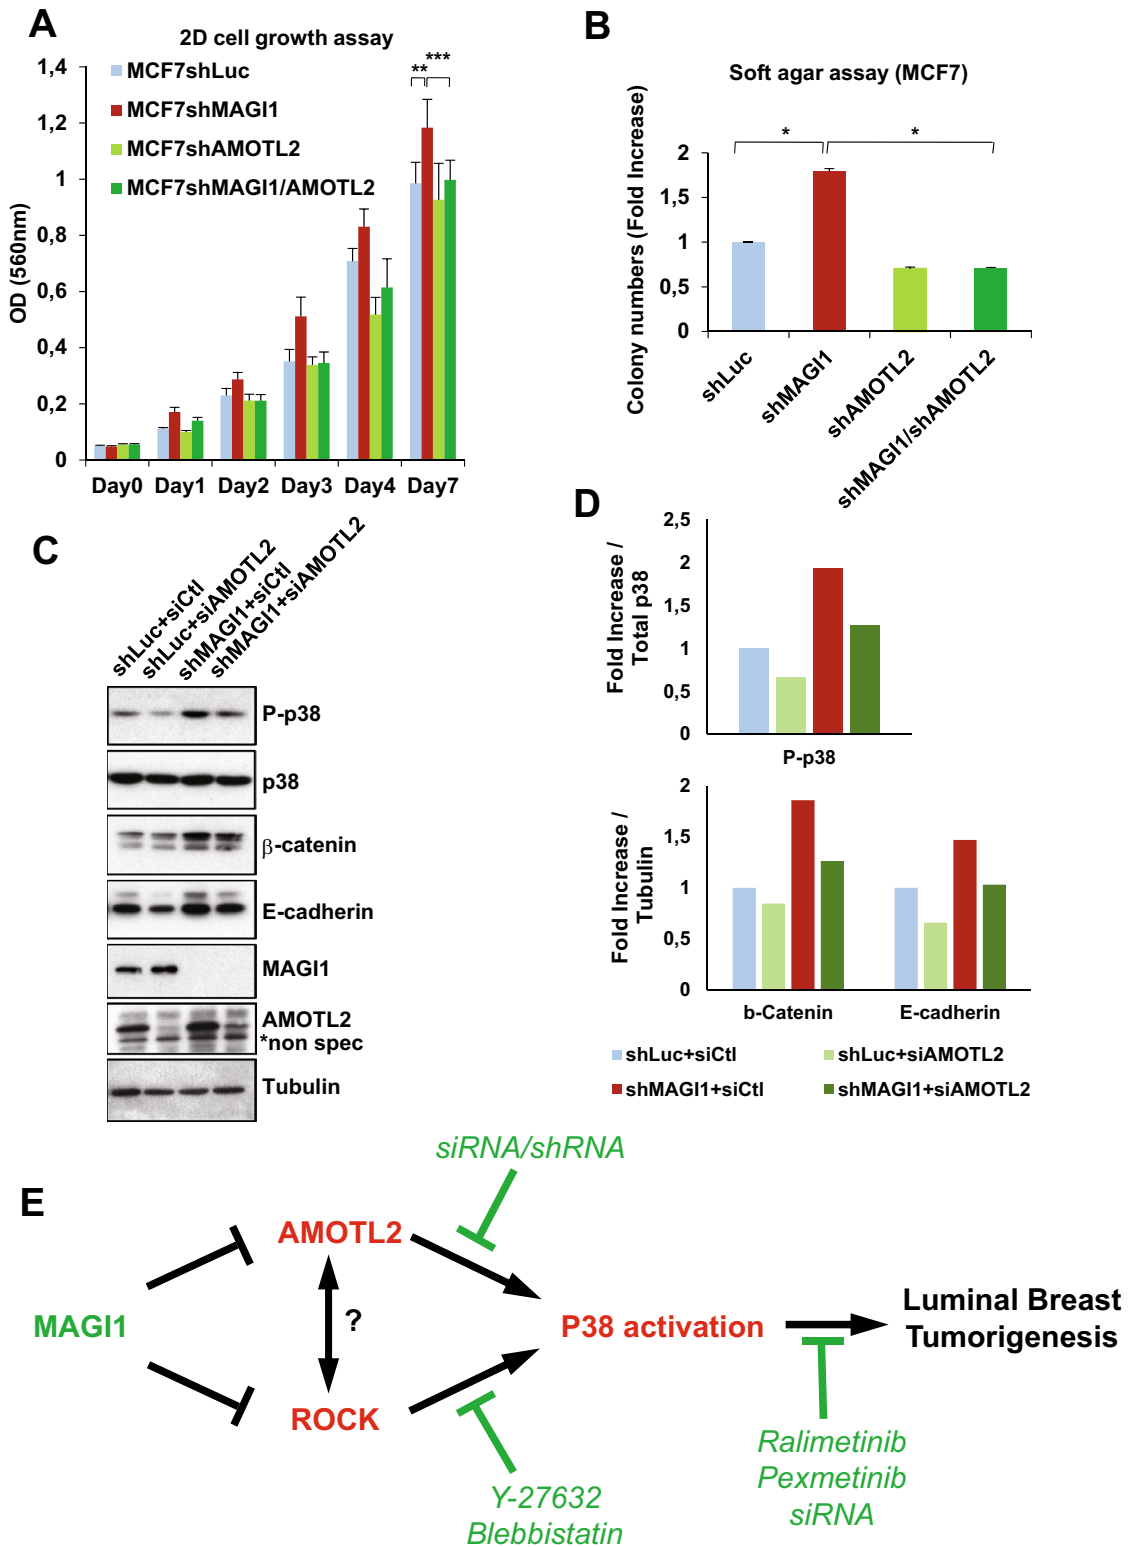 A
2D cell growth assay
MCF7shLuc
MCF7shMAGI1
MCF7shAMOTL2
MCF7shMAGI1/AMOTL2
** ***
OD (560nm)
1,4
1,2
1
0,8
0,6
0,4
0,2
0
Day0 Day1 Day2 Day3 Day4 Day7
B
Soft agar assay (MCF7)
* *
Colony numbers (Fold Increase)
2
1,5
1
0,5
0
shLuc
shMAGI1
shAMOTL2
shMAGI1/shAMOTL2
C
shLuc+siCtl
shLuc+siAMOTL2
shMAGI1+siCtl
shMAGI1+siAMOTL2
P-p38
p38
β-catenin
E-cadherin
MAGI1
AMOTL2
*non spec
Tubulin
D
Fold Increase /
Total p38
2,5
2
1,5
1
0,5
0
P-p38
Fold Increase /
Tubulin
2
1,5
1
0,5
0
b-Catenin E-cadherin
shLuc+siCtl shLuc+siAMOTL2
shMAGI1+siCtl shMAGI1+siAMOTL2
E
siRNA/shRNA
AMOTL2
MAGI1
?
ROCK
P38 activation
Luminal Breast
Tumorigenesis
Y-27632
Blebbistatin
Ralimetinib
Pexmetinib
siRNA